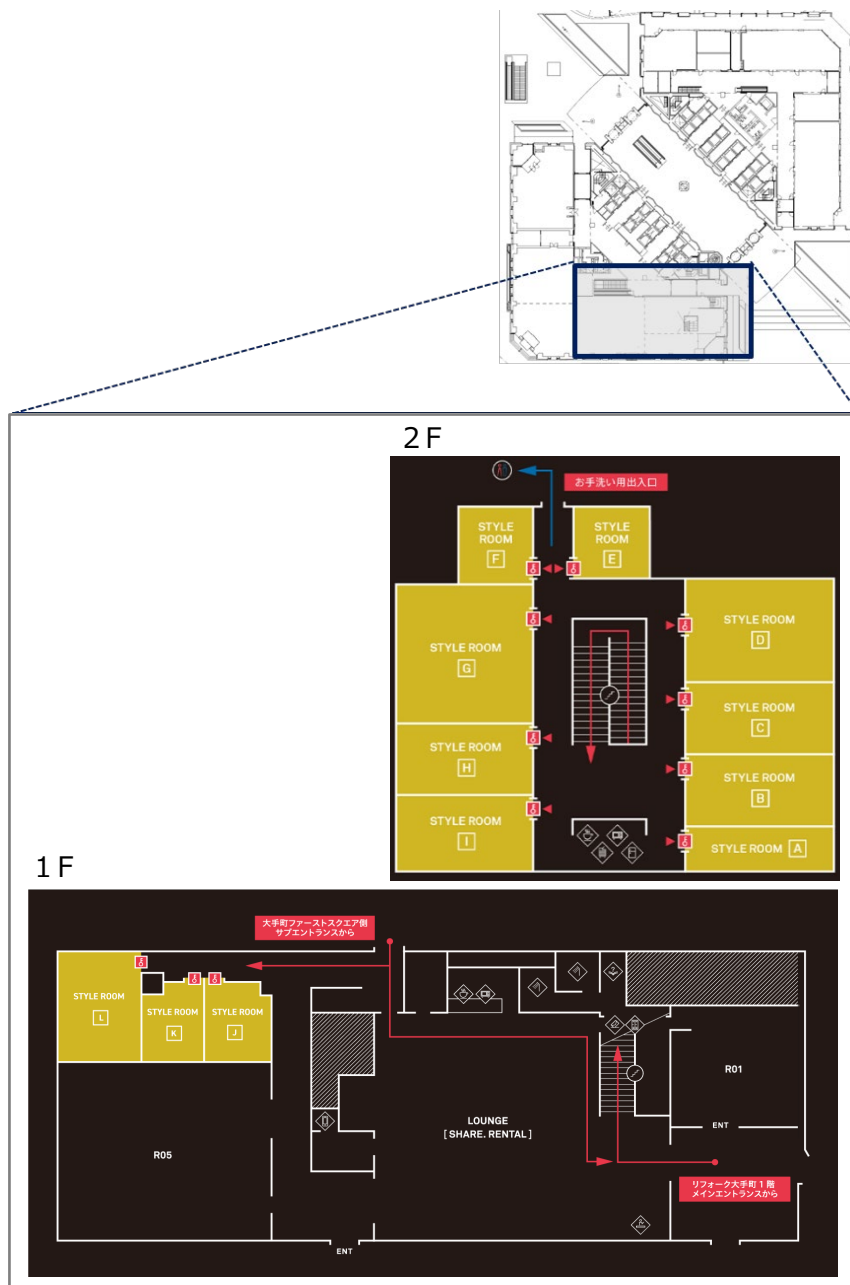 ２Ｆ
お手洗い用出入口
STYLE
ROOM
F
STYLE
ROOM
E
STYLE ROOM
G
STYLE ROOM
D
STYLE ROOM
C
STYLE ROOM
H
STYLE ROOM
B
STYLE ROOM
I
STYLE ROOM A
１Ｆ
大手町ファーストスクエア側
サブエントランスから
STYLE ROOM
L
STYLE ROOM
K
STYLE ROOM
J
R01
LOUNGE
[ SHARE. RENTAL ]
ENT
R05
リフォーク大手町 1 階
メインエントランスから
ENT